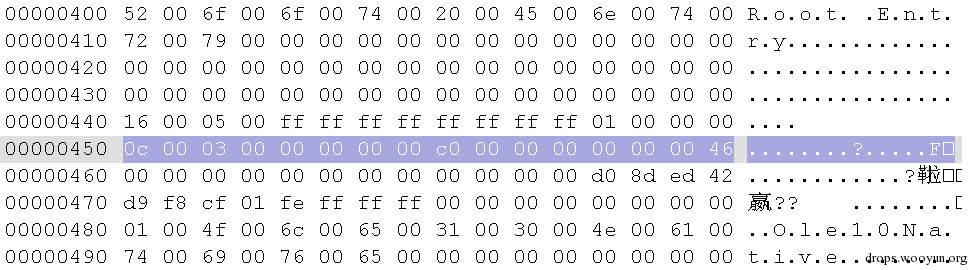 00000400 52 00 6f 00 6f 00 74 00 20 00 45 00 6e 00 74 00 R.o.o.t. .E.n.t.
00000410 72 00 79 00 00 00 00 00 00 00 00 00 00 00 00 00 r.y.............
00000420 00 00 00 00 00 00 00 00 00 00 00 00 00 00 00 00 ................
00000430 00 00 00 00 00 00 00 00 00 00 00 00 00 00 00 00 ................
00000440 16 00 05 00 ff ff ff ff ff ff ff ff 01 00 00 00 ....
00000450 0c 00 03 00 00 00 00 00 c0 00 00 00 00 00 00 46 ........?.....F□
00000460 00 00 00 00 00 00 00 00 00 00 00 00 d0 8d ed 42 ............?□□
00000470 d9 f8 cf 01 fe ff ff ff 00 00 00 00 00 00 00 00 赢?? ........□
00000480 01 00 4f 00 6c 00 65 00 31 00 30 00 4e 00 61 00 ..O.l.e.1.0.N.a.
00000490 74 00 69 00 76 00 65 00 00 00 00 00 00 00 00 00 t.i.v.e.........
drops.wooyun.org